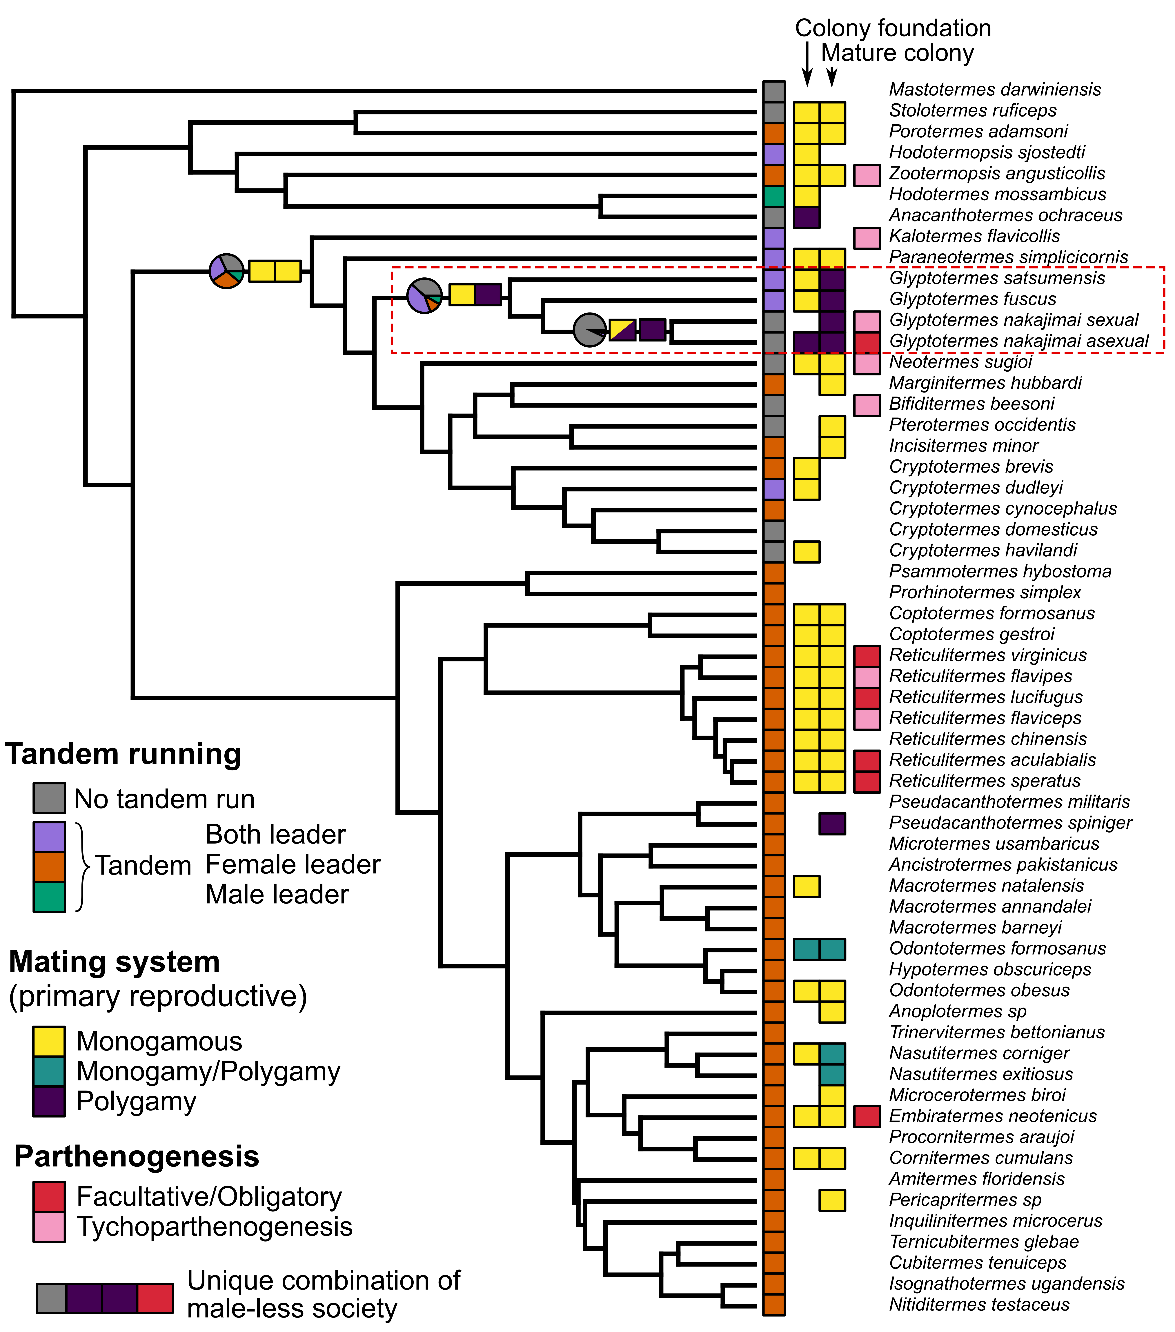 Colony foundation
Mature colony
Mastotermes darwiniensis
Stolotermes ruficeps
Porotermes adamsoni
Hodotermopsis sjostedti
Zootermopsis angusticollis
Hodotermes mossambicus
Anacanthotermes ochraceus
Kalotermes flavicollis
Paraneotermes simplicicornis
Glyptotermes satsumensis
Glyptotermes fuscus
Glyptotermes nakajimai sexual
Glyptotermes nakajimai asexual
Neotermes sugioi
Marginitermes hubbardi
Bifiditermes beesoni
Pterotermes occidentis
Incisitermes minor
Cryptotermes brevis
Cryptotermes dudleyi
Cryptotermes cynocephalus
Cryptotermes domesticus
Cryptotermes havilandi
Psammotermes hybostoma
Prorhinotermes simplex
Coptotermes formosanus
Coptotermes gestroi
Reticulitermes virginicus
Reticulitermes flavipes
Reticulitermes lucifugus
Reticulitermes flaviceps
Reticulitermes chinensis
Reticulitermes aculabialis
Reticulitermes speratus
Pseudacanthotermes militaris
Pseudacanthotermes spiniger
Microtermes usambaricus
Ancistrotermes pakistanicus
Macrotermes natalensis
Macrotermes annandalei
Macrotermes barneyi
Odontotermes formosanus
Hypotermes obscuriceps
Odontotermes obesus
Anoplotermes sp
Trinervitermes bettonianus
Nasutitermes corniger
Nasutitermes exitiosus
Microcerotermes biroi
Embiratermes neotenicus
Procornitermes araujoi
Cornitermes cumulans
Amitermes floridensis
Pericapritermes sp
Inquilinitermes microcerus
Ternicubitermes glebae
Cubitermes tenuiceps
Isognathotermes ugandensis
Nitiditermes testaceus
Tandem running
No tandem run
Tandem
Both leader
Female leader
Male leader
Mating system
(primary reproductive)
Monogamous
Monogamy/Polygamy
Polygamy
Parthenogenesis
Facultative/Obligatory
Tychoparthenogenesis
Unique combination of
male-less society